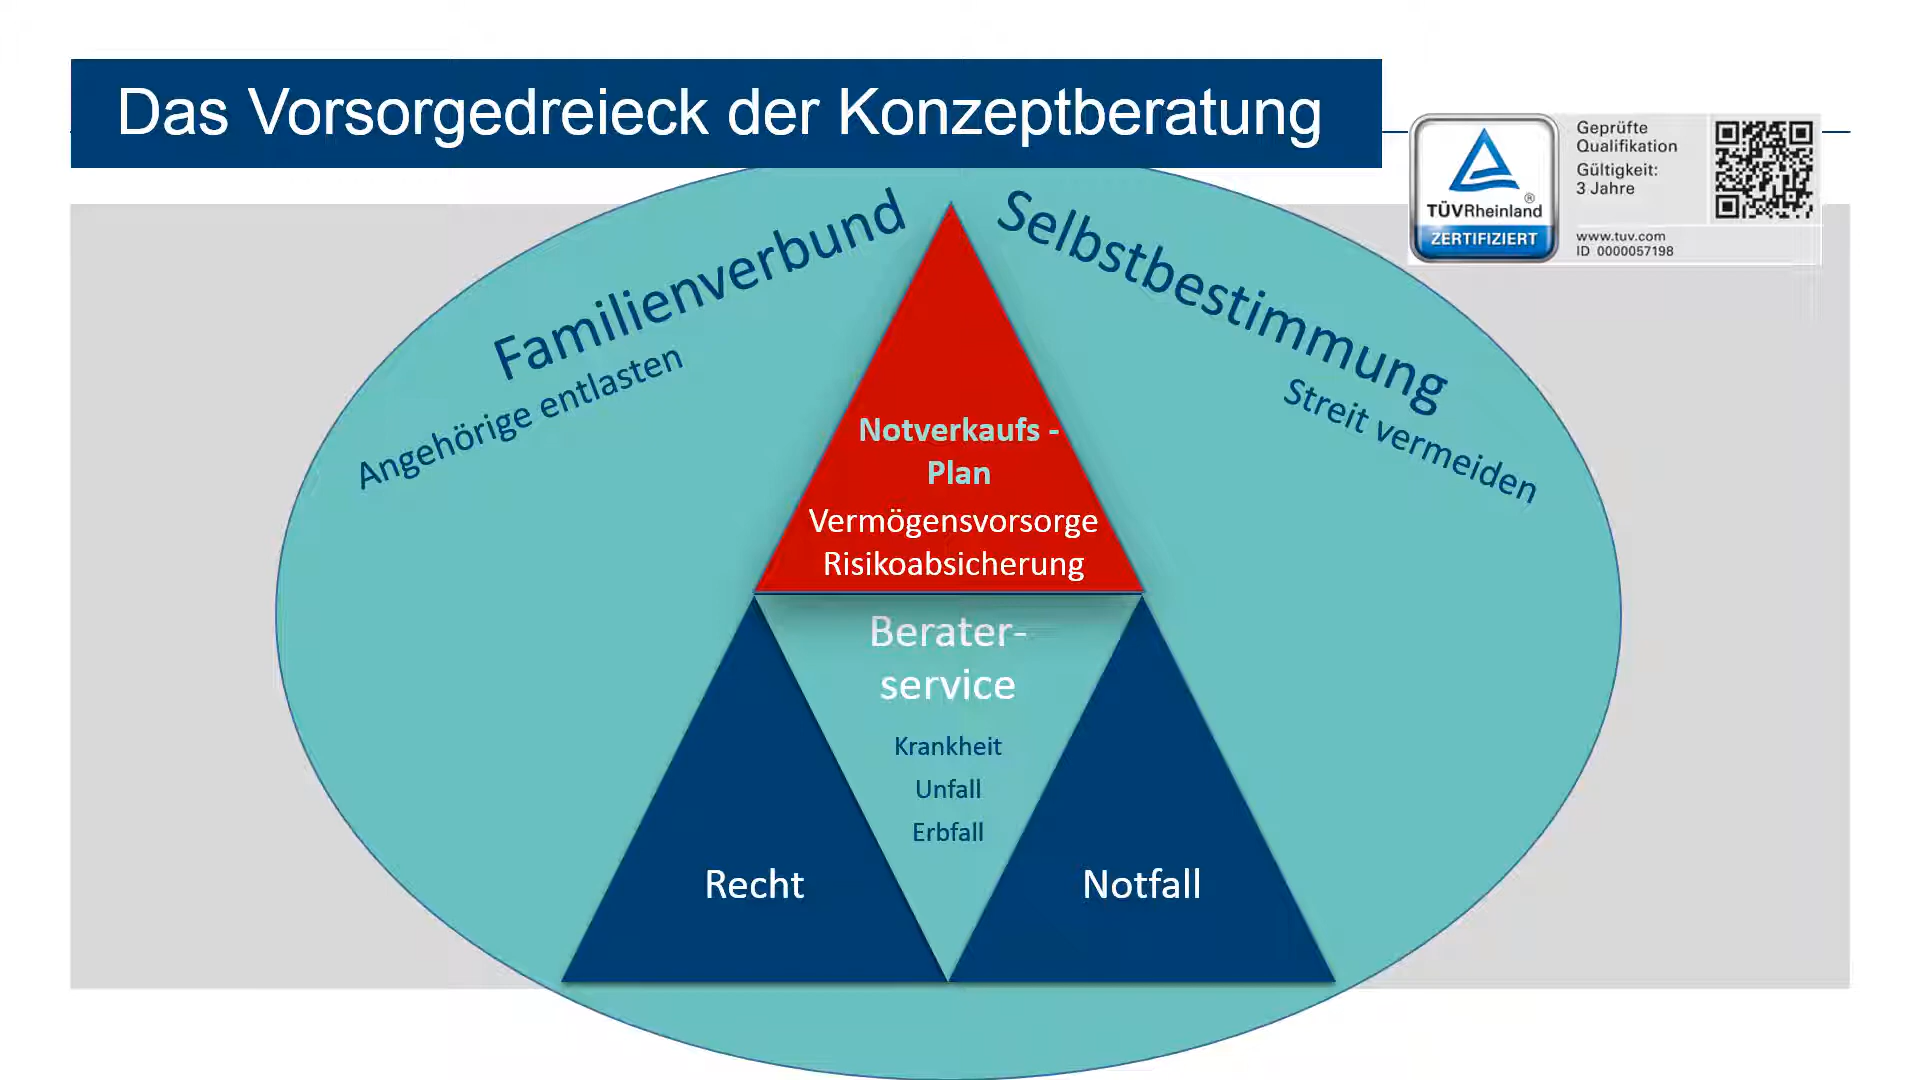 Das Vorsorgedreieck der Konzeptberatung
Geprüfte
Qualifikation
Gültigkeit:
3 Jahre
TÜVRheinland
®
ZERTIFIZIERT
www.tuv.com
ID 0000057198
Familienverbund
Angehörige entlasten
Selbstbestimmung
Streit vermeiden
Notverkaufs -
Plan
Vermögensvorsorge
Risikoabsicherung
Berater-
service
Krankheit
Unfall
Erbfall
Recht
Notfall